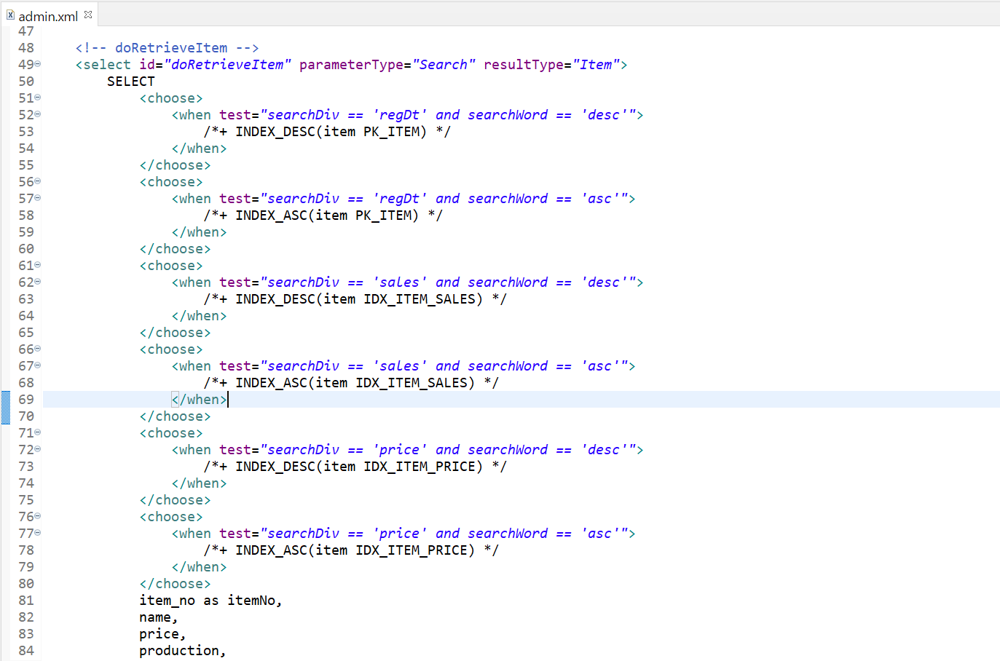 admin.xml
47
48 <!-- doRetrieveItem -->
49 <select id="doRetrieveItem" parameterType="Search" resultType="Item">
50 SELECT
51 <choose>
52 <when test="searchDiv == 'regDt' and searchWord == 'desc'">
53 /*+ INDEX_DESC(item PK_ITEM) */
54 </when>
55 </choose>
56 <choose>
57 <when test="searchDiv == 'regDt' and searchWord == 'asc'">
58 /*+ INDEX_ASC(item PK_ITEM) */
59 </when>
60 </choose>
61 <choose>
62 <when test="searchDiv == 'sales' and searchWord == 'desc'">
63 /*+ INDEX_DESC(item IDX_ITEM_SALES) */
64 </when>
65 </choose>
66 <choose>
67 <when test="searchDiv == 'sales' and searchWord == 'asc'">
68 /*+ INDEX_ASC(item IDX_ITEM_SALES) */
69 </when>
70 </choose>
71 <choose>
72 <when test="searchDiv == 'price' and searchWord == 'desc'">
73 /*+ INDEX_DESC(item IDX_ITEM_PRICE) */
74 </when>
75 </choose>
76 <choose>
77 <when test="searchDiv == 'price' and searchWord == 'asc'">
78 /*+ INDEX_ASC(item IDX_ITEM_PRICE) */
79 </when>
80 </choose>
81 item_no as itemNo,
82 name,
83 price,
84 production,